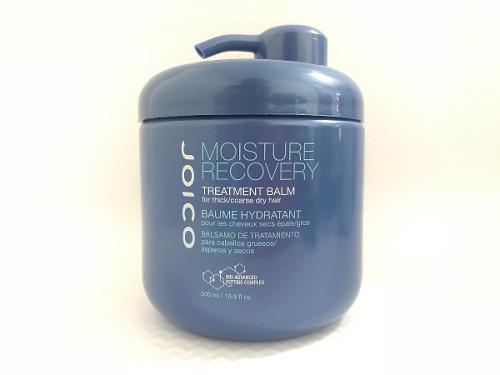 JOICO
MOISTURE
RECOVERY
TREATMENT BALM
for thick/coarse dry hair
BAUME HYDRATANT
pour les cheveux secs épais/gros
BÁLSAMO DE TRATAMIENTO
para cabellos gruesos/
ásperos y secos
BIO-ADVANCED
PEPTIDE COMPLEX
500 ml / 16.9 fl oz